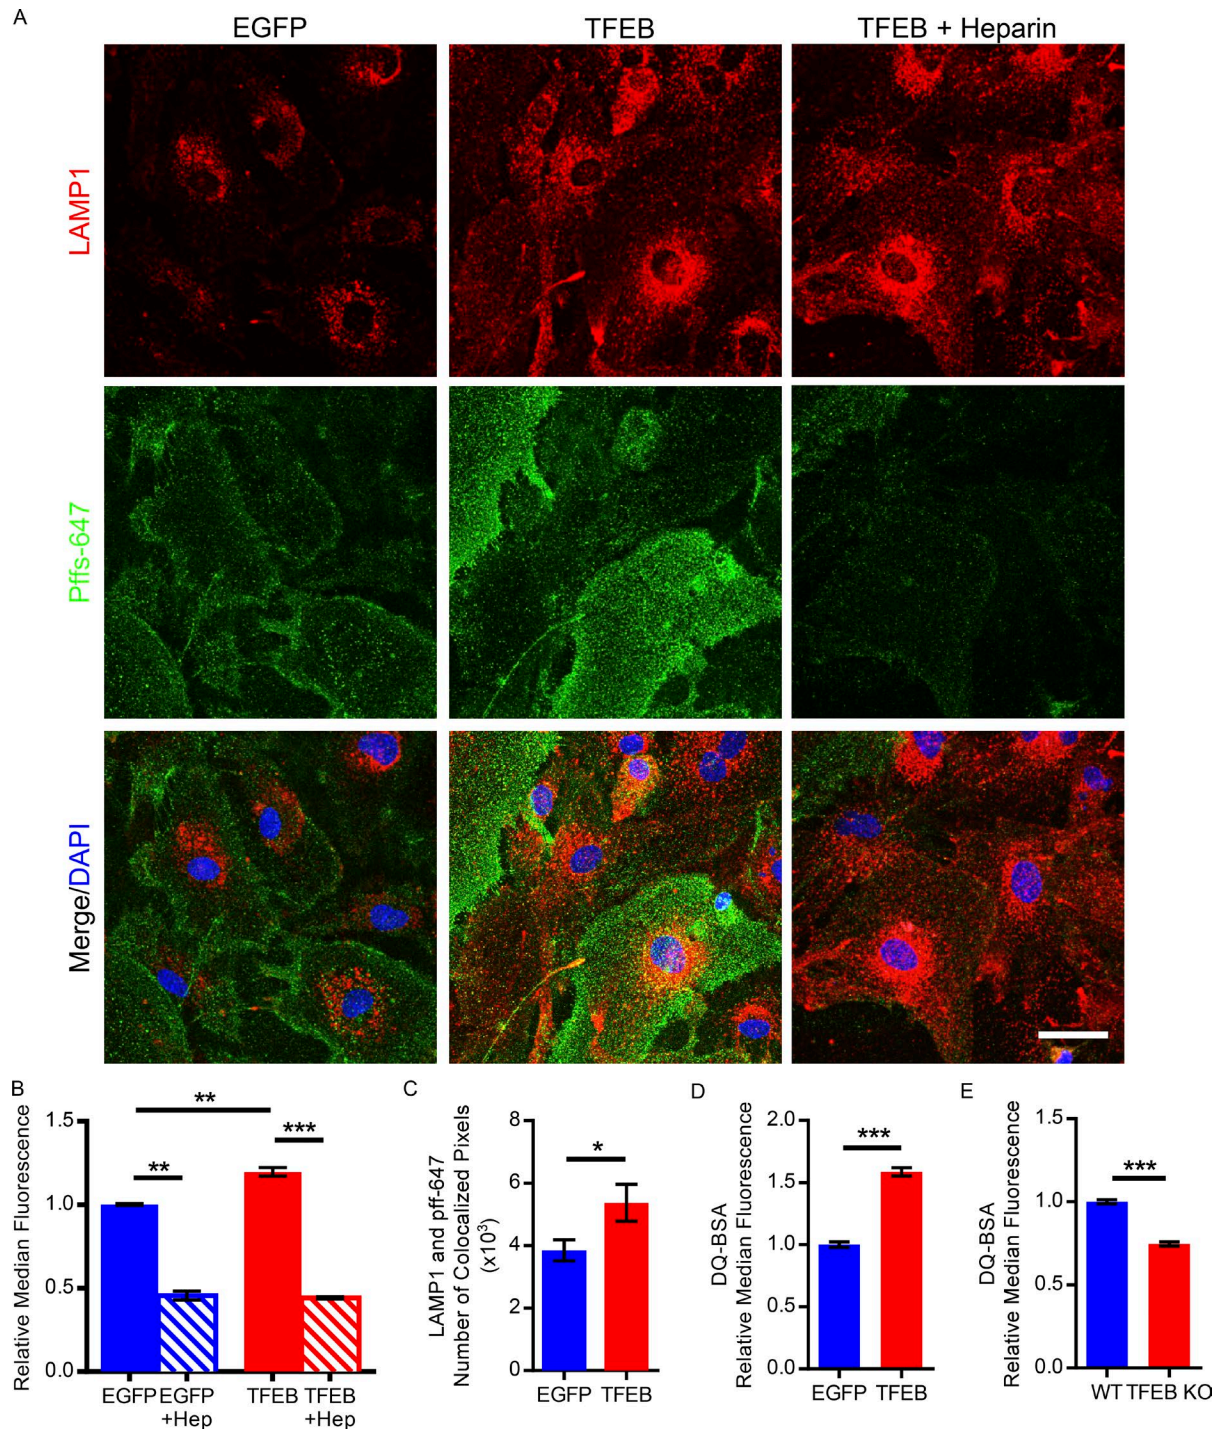 A
EGFP
TFEB
TFEB + Heparin
LAMP1
Pffs-647
Merge/DAPI
B
Relative Median Fluorescence
1.5
1.0
0.5
0.0
**
**
***
EGFP
EGFP
+Hep
TFEB
TFEB
+Hep
C
LAMP1 and pff-647
Number of Colocalized Pixels
(x10³)
8
6
4
2
0
*
EGFP
TFEB
D
DQ-BSA
Relative Median Fluorescence
2.0
1.5
1.0
0.5
0.0
***
EGFP
TFEB
E
DQ-BSA
Relative Median Fluorescence
1.5
1.0
0.5
0.0
***
WT
TFEB KO